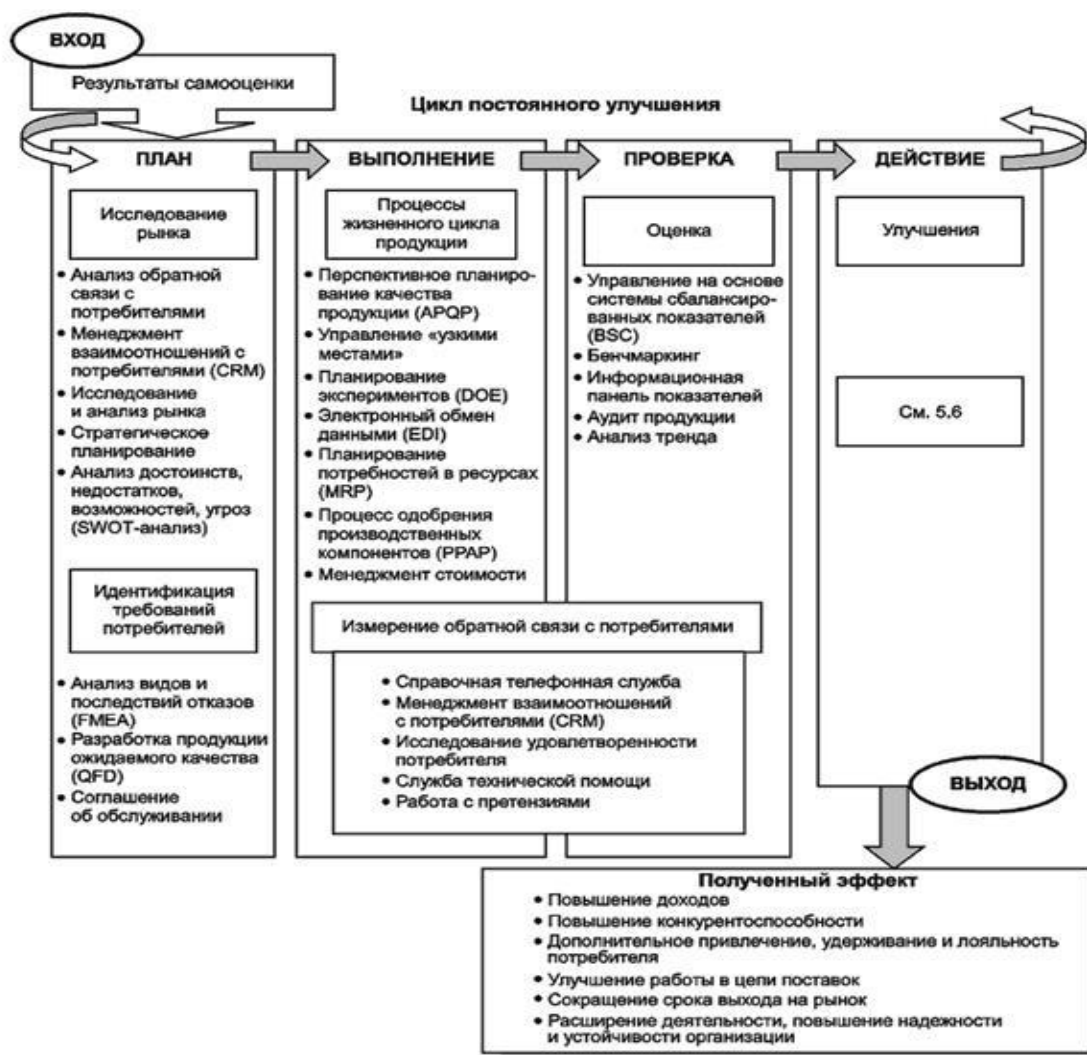 ВХОД
Результаты самооценки
Цикл постоянного улучшения
ПЛАН
Исследование
рынка
• Анализ обратной
связи с
потребителями
• Менеджмент
взаимоотношений с
потребителями (CRM)
• Исследование
и анализ рынка
• Стратегическое
планирование
• Анализ достоинств,
недостатков,
возможностей, угроз
(SWOT-анализ)
Идентификация
требований
потребителей
• Анализ видов и
последствий отказов
(FMEA)
• Разработка продукции
ожидаемого качества
(QFD)
• Соглашение
об обслуживании
ВЫПОЛНЕНИЕ
Процессы
жизненного цикла
продукции
• Перспективное планиро-
вание качества
продукции (APQP)
• Управление «узкими
местами»
• Планирование
экспериментов (DOE)
• Электронный обмен
данными (EDI)
• Планирование
потребностей в ресурсах
(MRP)
• Процесс одобрения
производственных
компонентов (PPAP)
• Менеджмент стоимости
ПРОВЕРКА
Оценка
• Управление на основе
системы сбалансиро-
ванных показателей
(BSC)
• Бенчмаркинг
• Информационная
панель показателей
• Аудит продукции
• Анализ тренда
Измерение обратной связи с потребителями
• Справочная телефонная служба
• Менеджмент взаимоотношений
с потребителями (CRM)
• Исследование удовлетворенности
потребителя
• Служба технической помощи
• Работа с претензиями
ДЕЙСТВИЕ
Улучшения
См. 5.6
ВЫХОД
Полученный эффект
• Повышение доходов
• Повышение конкурентоспособности
• Дополнительное привлечение, удерживание и лояльность
потребителя
• Улучшение работы в цепи поставок
• Сокращение срока выхода на рынок
• Расширение деятельности, повышение надежности
и устойчивости организации